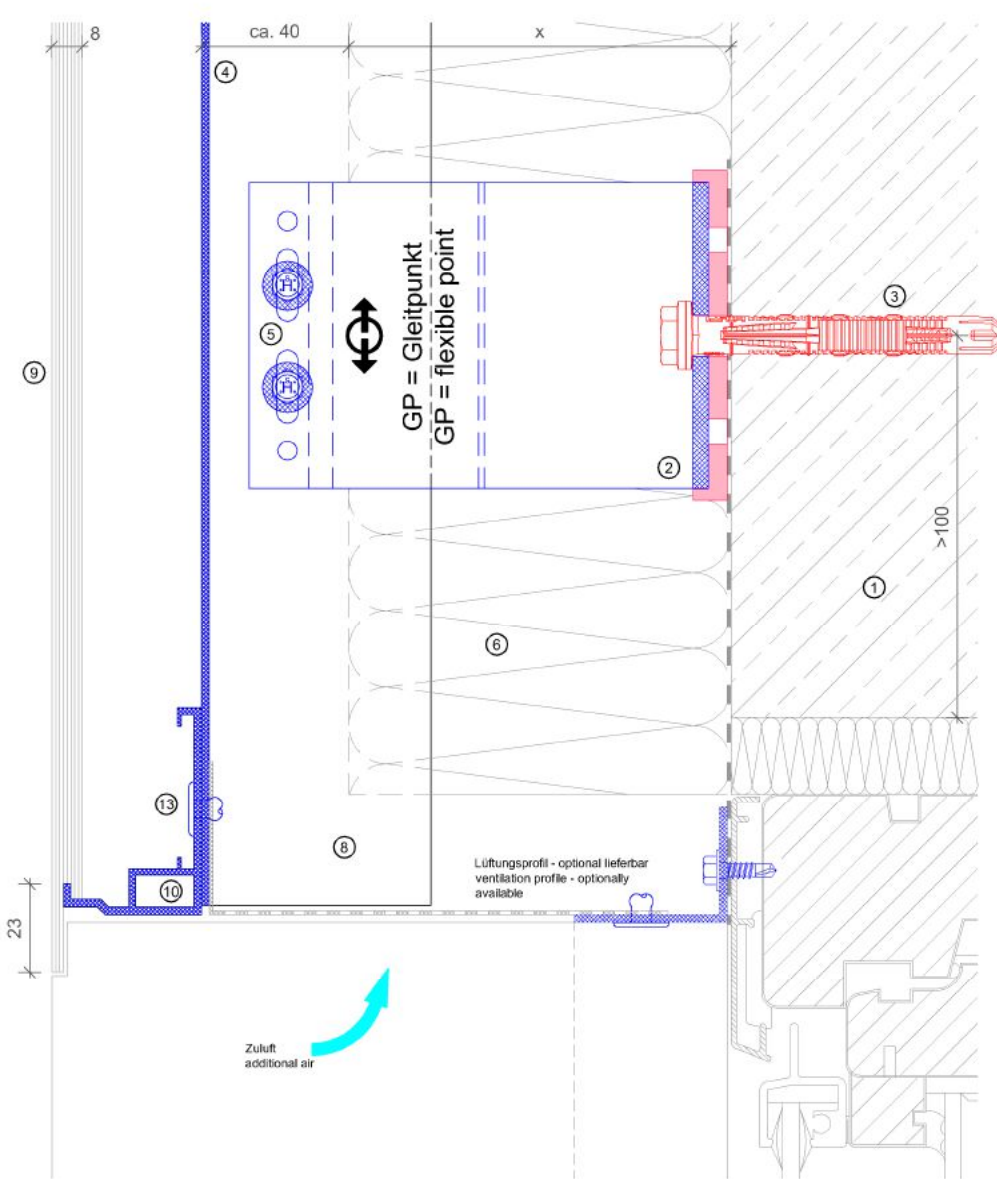 8
ca. 40
x
4
3
5
GP = Gleitpunkt
GP = flexible point
9
2
>100
1
6
13
8
Lüftungsprofil - optional lieferbar
ventilation profile - optionally
available
10
23
Zuluft
additional air